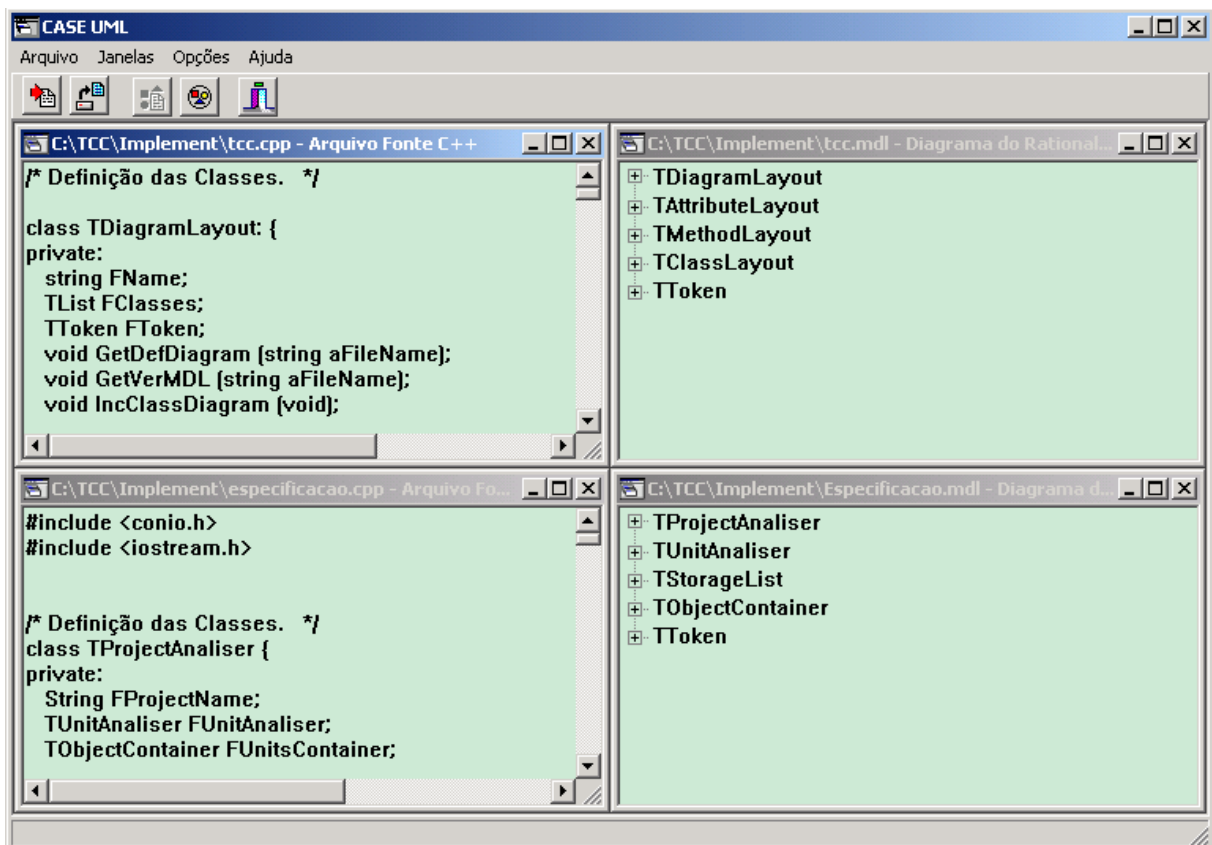 CASE UML
Arquivo Janelas Opções Ajuda
C:\TCC\Implement\tcc.cpp - Arquivo Fonte C++
/* Definição das Classes.   */
class TDiagramLayout: {
private:
string FName;
TList FClasses;
TToken FToken;
void GetDefDiagram (string aFileName);
void GetVerMDL (string aFileName);
void IncClassDiagram (void);
C:\TCC\Implement\tcc.mdl - Diagrama do Rational...
TDiagramLayout
TAttributeLayout
TMethodLayout
TClassLayout
TToken
C:\TCC\Implement\especificacao.cpp - Arquivo Fo...
#include <conio.h>
#include <iostream.h>
/* Definição das Classes.   */
class TProjectAnaliser {
private:
String FProjectName;
TUnitAnaliser FUnitAnaliser;
TObjectContainer FUnitsContainer;
C:\TCC\Implement\Especificacao.mdl - Diagrama d...
TProjectAnaliser
TUnitAnaliser
TStorageList
TObjectContainer
TToken